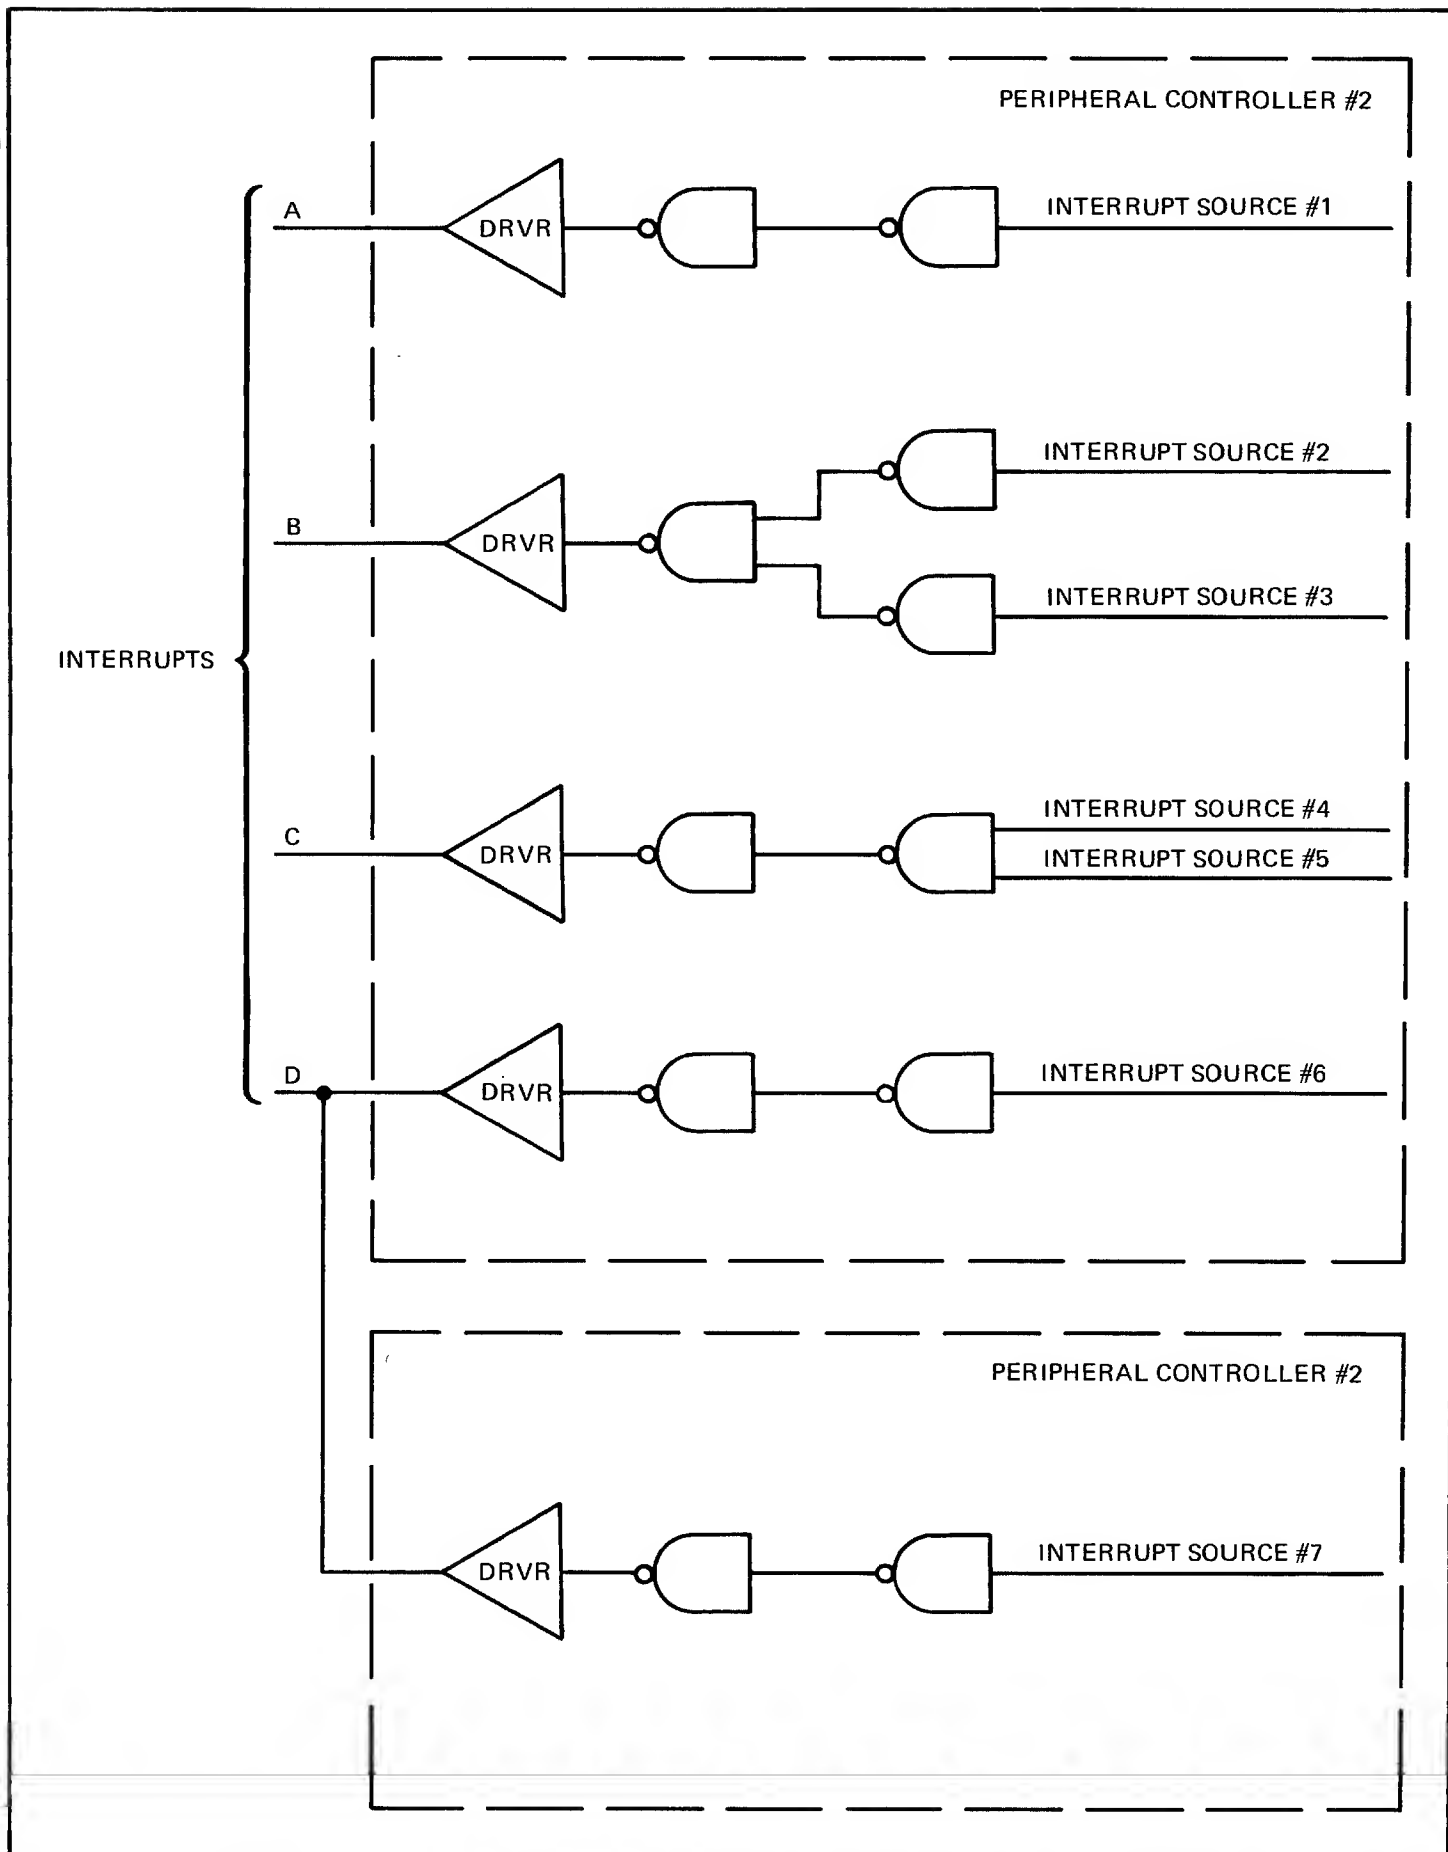 PERIPHERAL CONTROLLER #2
A
DRVR
INTERRUPT SOURCE #1
INTERRUPT SOURCE #2
B
DRVR
INTERRUPT SOURCE #3
INTERRUPTS
INTERRUPT SOURCE #4
C
DRVR
INTERRUPT SOURCE #5
D
DRVR
INTERRUPT SOURCE #6
PERIPHERAL CONTROLLER #2
DRVR
INTERRUPT SOURCE #7